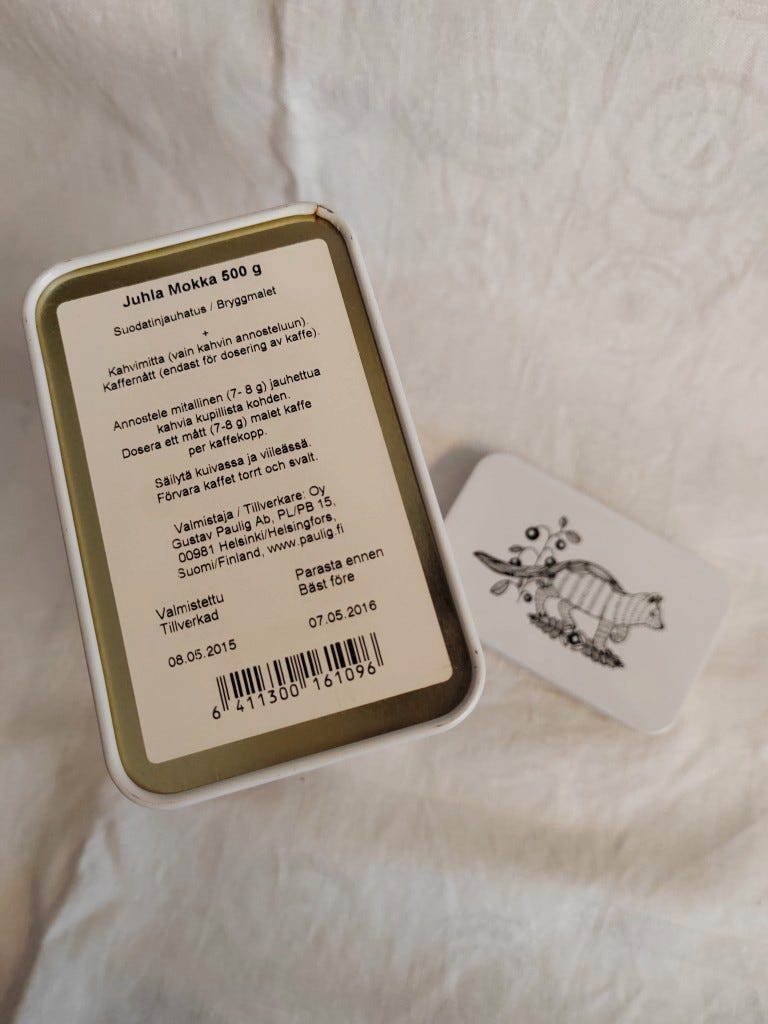 Juhla Mokka 500 g
Suodatinjauhatus / Bryggmalet
+
Kahvimitta (vain kahvin annosteluun).
Kaffernått (endast för dosering av kaffe).
Annostele mitallinen (7- 8 g) jauhettua
kahvia kupillista kohden.
Dosera ett mått (7-8 g) malet kaffe
per kaffekopp.
Säilytä kuivassa ja viileässä.
Förvara kaffet torrt och svalt.
Valmistaja / Tillverkare: Oy
Gustav Paulig Ab, PL/PB 15,
00981 Helsinki/Helsingfors,
Suomi/Finland, www.paulig.fi
Valmistettu
Tillverkad
08.05.2015
Parasta ennen
Bäst före
07.05.2016
6 411300 161096